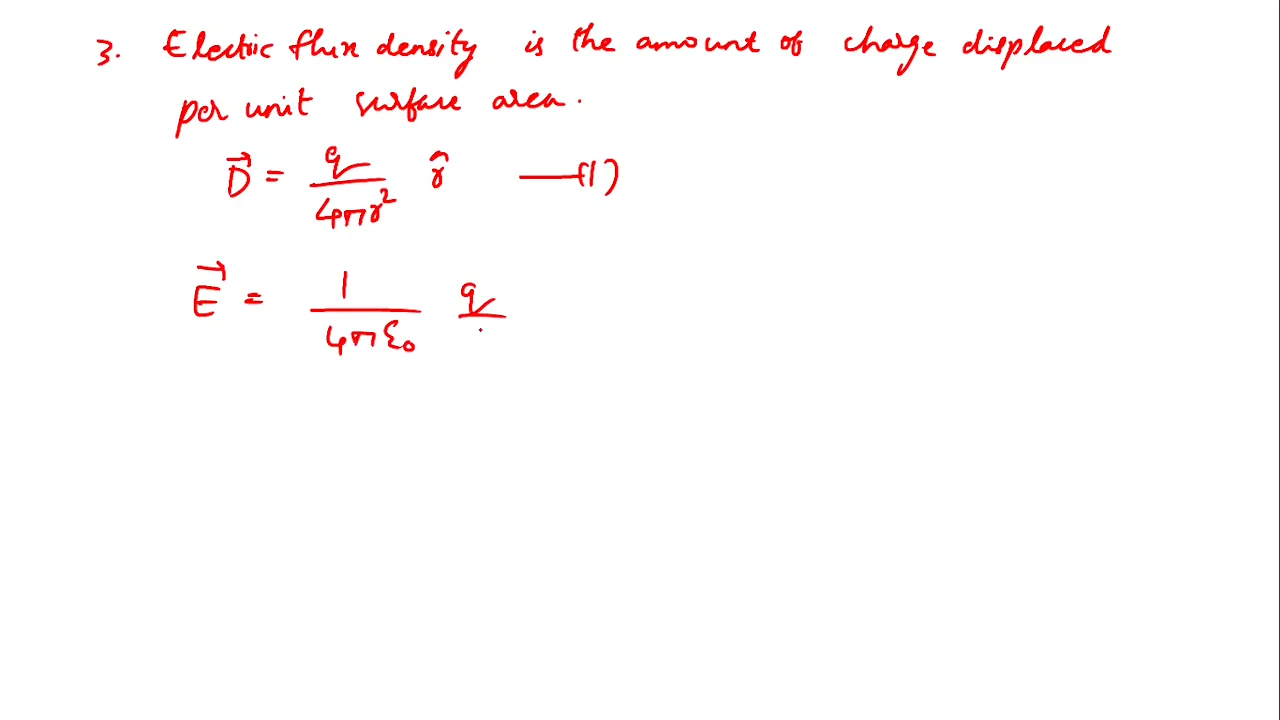 3. Electric flux density is the amount of charge displaced
per unit surface area.
D⃗ = q/4πr² r̂ —(1)
E⃗ = 1/4πε₀ q/